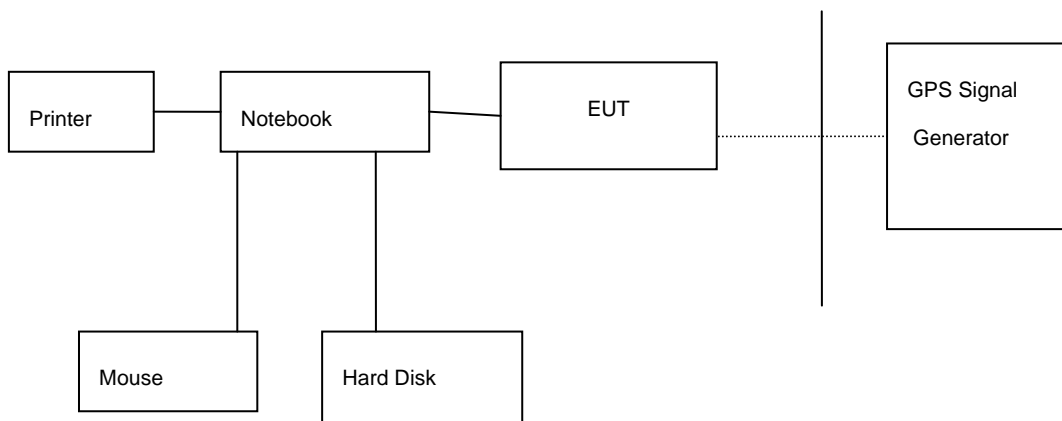 Printer
Notebook
EUT
GPS Signal
Generator
Mouse
Hard Disk